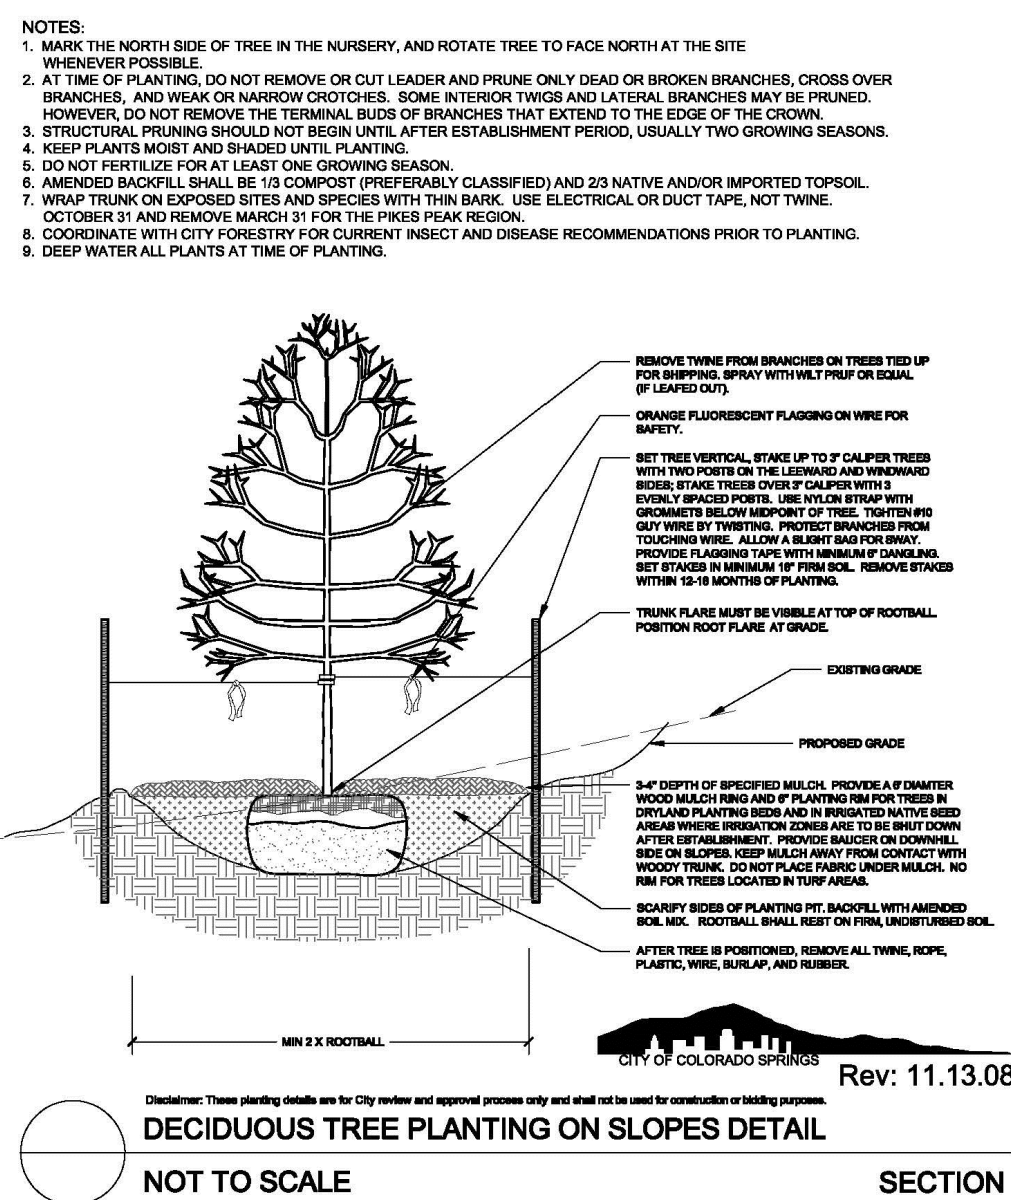 NOTES:
1. MARK THE NORTH SIDE OF TREE IN THE NURSERY, AND ROTATE TREE TO FACE NORTH AT THE SITE
WHENEVER POSSIBLE.
2. AT TIME OF PLANTING, DO NOT REMOVE OR CUT LEADER AND PRUNE ONLY DEAD OR BROKEN BRANCHES, CROSS OVER
BRANCHES, AND WEAK OR NARROW CROTCHES. SOME INTERIOR TWIGS AND LATERAL BRANCHES MAY BE PRUNED.
HOWEVER, DO NOT REMOVE THE TERMINAL BUDS OF BRANCHES THAT EXTEND TO THE EDGE OF THE CROWN.
3. STRUCTURAL PRUNING SHOULD NOT BEGIN UNTIL AFTER ESTABLISHMENT PERIOD, USUALLY TWO GROWING SEASONS.
4. KEEP PLANTS MOIST AND SHADED UNTIL PLANTING.
5. DO NOT FERTILIZE FOR AT LEAST ONE GROWING SEASON.
6. AMENDED BACKFILL SHALL BE 1/3 COMPOST (PREFERABLY CLASSIFIED) AND 2/3 NATIVE AND/OR IMPORTED TOPSOIL.
7. WRAP TRUNK ON EXPOSED SITES AND SPECIES WITH THIN BARK. USE ELECTRICAL OR DUCT TAPE, NOT TWINE.
OCTOBER 31 AND REMOVE MARCH 31 FOR THE PIKES PEAK REGION.
8. COORDINATE WITH CITY FORESTRY FOR CURRENT INSECT AND DISEASE RECOMMENDATIONS PRIOR TO PLANTING.
9. DEEP WATER ALL PLANTS AT TIME OF PLANTING.
REMOVE TWINE FROM BRANCHES ON TREES TIED UP
FOR SHIPPING. SPRAY WITH WILT PRUF OR EQUAL
(IF LEAFED OUT).
ORANGE FLUORESCENT FLAGGING ON WIRE FOR
SAFETY.
SET TREE VERTICAL, STAKE UP TO 3" CALIPER TREES
WITH TWO POSTS ON THE LEEWARD AND WINDWARD
SIDES; STAKE TREES OVER 3" CALIPER WITH 3
EVENLY SPACED POSTS. USE NYLON STRAP WITH
GROMMETS BELOW MIDPOINT OF TREE. TIGHTEN #10
GUY WIRE BY TWISTING. PROTECT BRANCHES FROM
TOUCHING WIRE. ALLOW A SLIGHT SAG FOR SWAY.
PROVIDE FLAGGING TAPE WITH MINIMUM 6" DANGLING.
SET STAKES IN MINIMUM 18" FIRM SOIL. REMOVE STAKES
WITHIN 12-18 MONTHS OF PLANTING.
TRUNK FLARE MUST BE VISIBLE AT TOP OF ROOTBALL.
POSITION ROOT FLARE AT GRADE.
EXISTING GRADE
PROPOSED GRADE
3-4" DEPTH OF SPECIFIED MULCH. PROVIDE A 6' DIAMTER
WOOD MULCH RING AND 6" PLANTING RIM FOR TREES IN
DRYLAND PLANTING BEDS AND IN IRRIGATED NATIVE SEED
AREAS WHERE IRRIGATION ZONES ARE TO BE SHUT DOWN
AFTER ESTABLISHMENT. PROVIDE SAUCER ON DOWNHILL
SIDE ON SLOPES. KEEP MULCH AWAY FROM CONTACT WITH
WOODY TRUNK. DO NOT PLACE FABRIC UNDER MULCH. NO
RIM FOR TREES LOCATED IN TURF AREAS.
SCARIFY SIDES OF PLANTING PIT. BACKFILL WITH AMENDED
SOIL MIX. ROOTBALL SHALL REST ON FIRM, UNDISTURBED SOIL.
AFTER TREE IS POSITIONED, REMOVE ALL TWINE, ROPE,
PLASTIC, WIRE, BURLAP, AND RUBBER.
MIN 2 X ROOTBALL
CITY OF COLORADO SPRINGS
Rev: 11.13.08
Disclaimer: These planting details are for City review and approval process only and shall not be used for construction or bidding purposes.
DECIDUOUS TREE PLANTING ON SLOPES DETAIL
NOT TO SCALE
SECTION